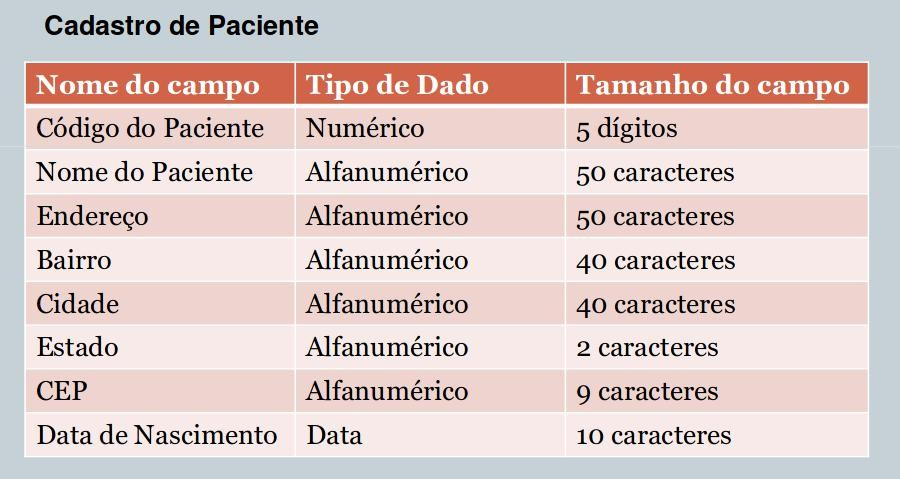 Cadastro de Paciente
Nome do campo Tipo de Dado Tamanho do campo
Código do Paciente Numérico 5 dígitos
Nome do Paciente Alfanumérico 50 caracteres
Endereço Alfanumérico 50 caracteres
Bairro Alfanumérico 40 caracteres
Cidade Alfanumérico 40 caracteres
Estado Alfanumérico 2 caracteres
CEP Alfanumérico 9 caracteres
Data de Nascimento Data 10 caracteres